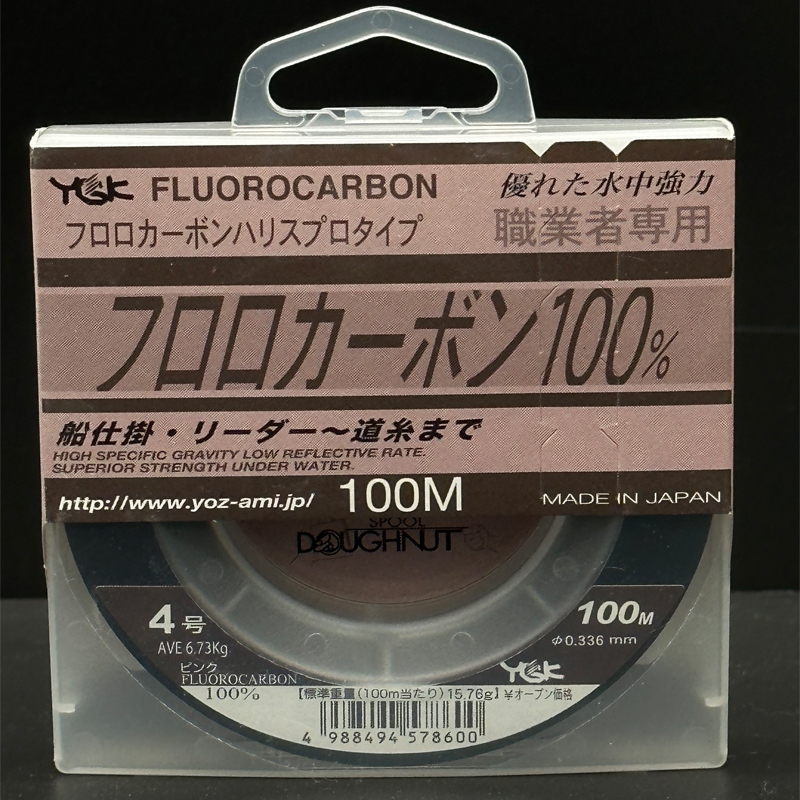 YGK FLUOROCARBON 優れた水中強力
フロロカーボンハリスプロタイプ 職業者専用
フロロカーボン100%
船仕掛・リーダー～道糸まで
HIGH SPECIFIC GRAVITY LOW REFLECTIVE RATE.
SUPERIOR STRENGTH UNDER WATER.
http://www.yoz-ami.jp/ 100M MADE IN JAPAN
SPOOL
DOUGHNUT
4号 100M
AVE 6.73Kg φ0.336 mm
ピンク YGK
FLUOROCARBON
100% 【標準重量(100m当たり)15.76g】¥オープン価格
4 988494 578600